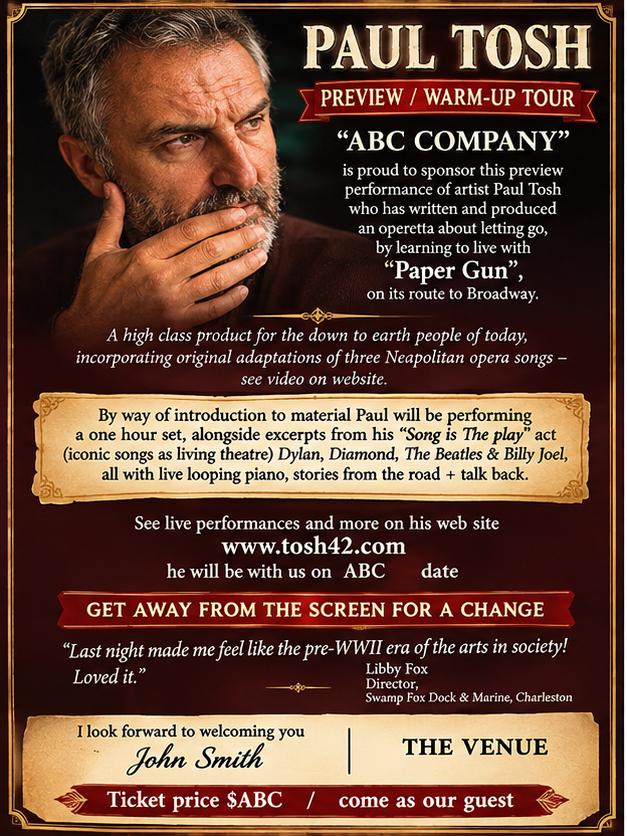 PAUL TOSH
PREVIEW / WARM-UP TOUR
“ABC COMPANY”
is proud to sponsor this preview
performance of artist Paul Tosh
who has written and produced
an operetta about letting go,
by learning to live with
“Paper Gun”,
on its route to Broadway.
A high class product for the down to earth people of today,
incorporating original adaptations of three Neapolitan opera songs –
see video on website.
By way of introduction to material Paul will be performing
a one hour set, alongside excerpts from his “Song is The play” act
(iconic songs as living theatre) Dylan, Diamond, The Beatles & Billy Joel,
all with live looping piano, stories from the road + talk back.
See live performances and more on his web site
www.tosh42.com
he will be with us on ABC date
GET AWAY FROM THE SCREEN FOR A CHANGE
“Last night made me feel like the pre-WWII era of the arts in society!
Loved it.”
Libby Fox
Director,
Swamp Fox Dock & Marine, Charleston
I look forward to welcoming you
John Smith
THE VENUE
Ticket price $ABC / come as our guest